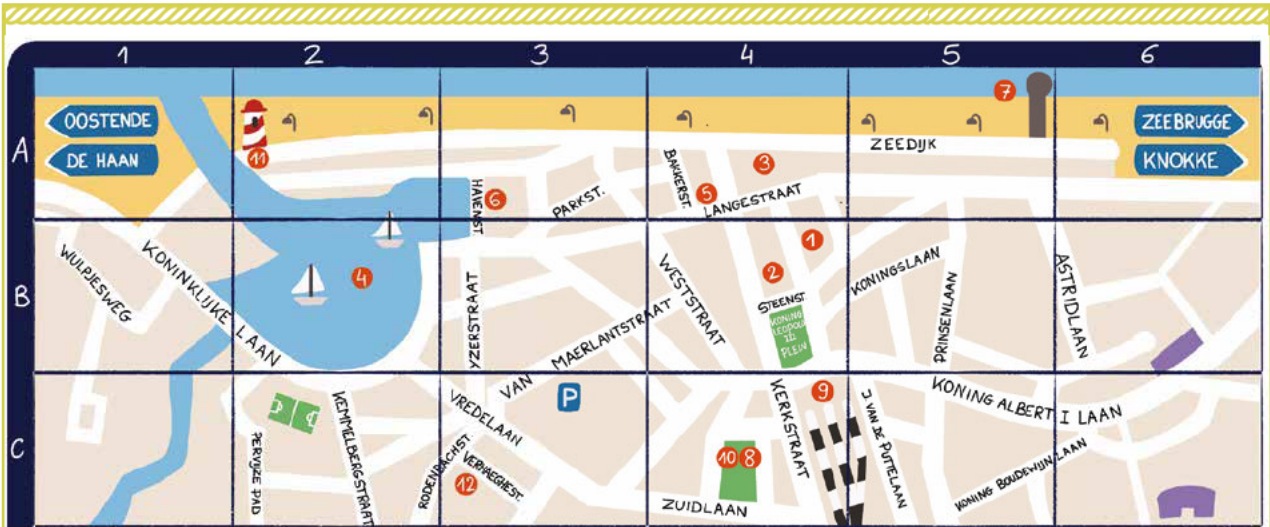 1 2 3 4 5 6
A
OOSTENDE
DE HAAN
ZEEBRUGGE
KNOKKE
7
ZEEDIJK
11
3
BAKKERST.
5
LANGESTRAAT
HAVENST.
6
PARKST.
B
WULPJESWEG
KONINKLIJKE LAAN
4
YZERSTRAAT
VAN MAERLANTSTRAAT
WESTSTRAAT
1
2
STEENST
KONING
LEOPOLD
III
PLEIN
KONINGSLAAN
PRINSENLAAN
ASTRIDLAAN
C
PERVIJZE PAD
KEMMELBERGSTRAAT
RODENBACHST
VREDELAAN
VERHAEGHEST.
12
P
10 8
ZUIDLAAN
KERKSTRAAT
9
J. VAN DE PUTTELAAN
KONING ALBERT I LAAN
KONING BOUDEWIJNLAAN